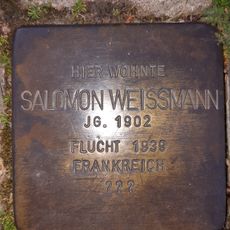 HIER WOHNTE
SALOMON WEISSMANN
JG. 1902
FLUCHT 1939
FRANKREICH
???